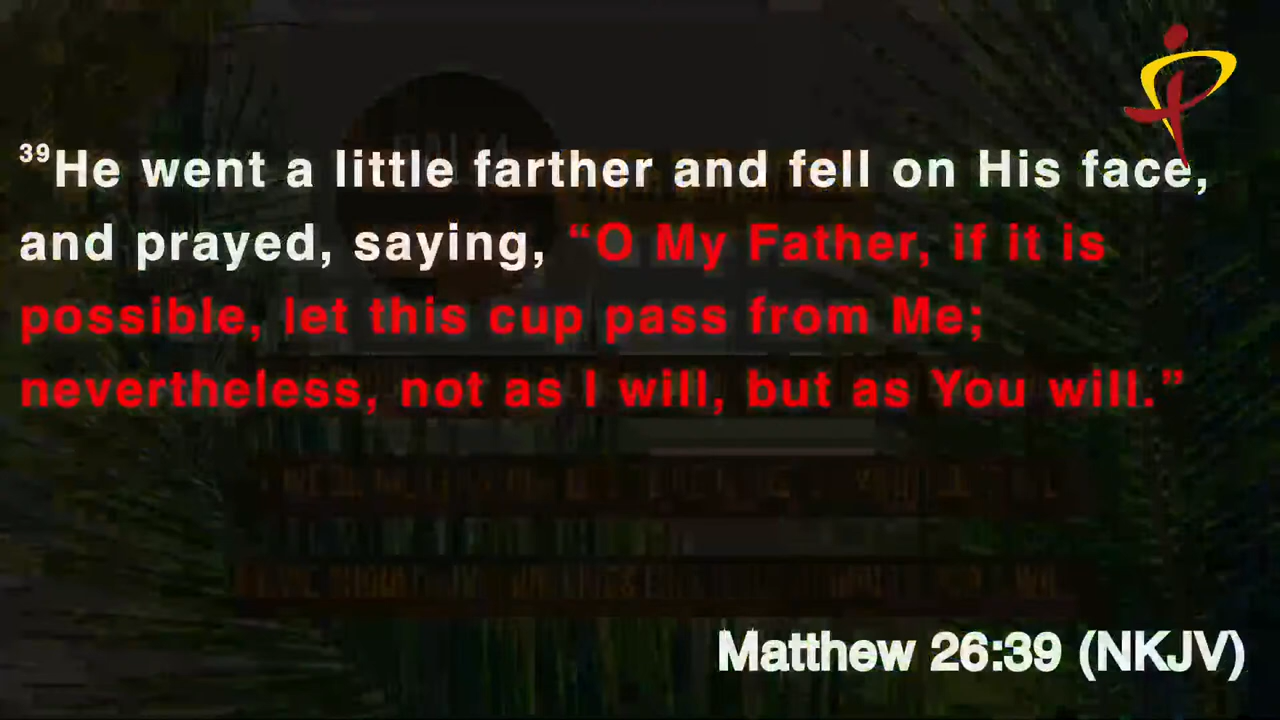 39He went a little farther and fell on His face,
and prayed, saying, “O My Father, if it is
possible, let this cup pass from Me;
nevertheless, not as I will, but as You will.”
Matthew 26:39 (NKJV)